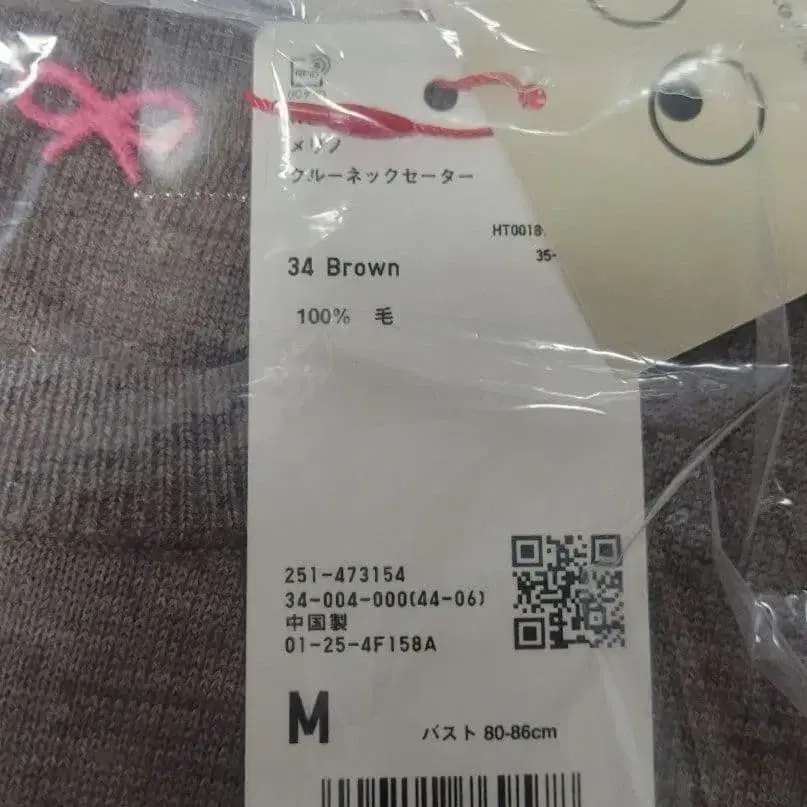 RFID
メリノ
クルーネックセーター
HT0018
35-
34 Brown
100% 毛
251-473154
34-004-000(44-06)
中国製
01-25-4F158A
M
バスト 80-86cm